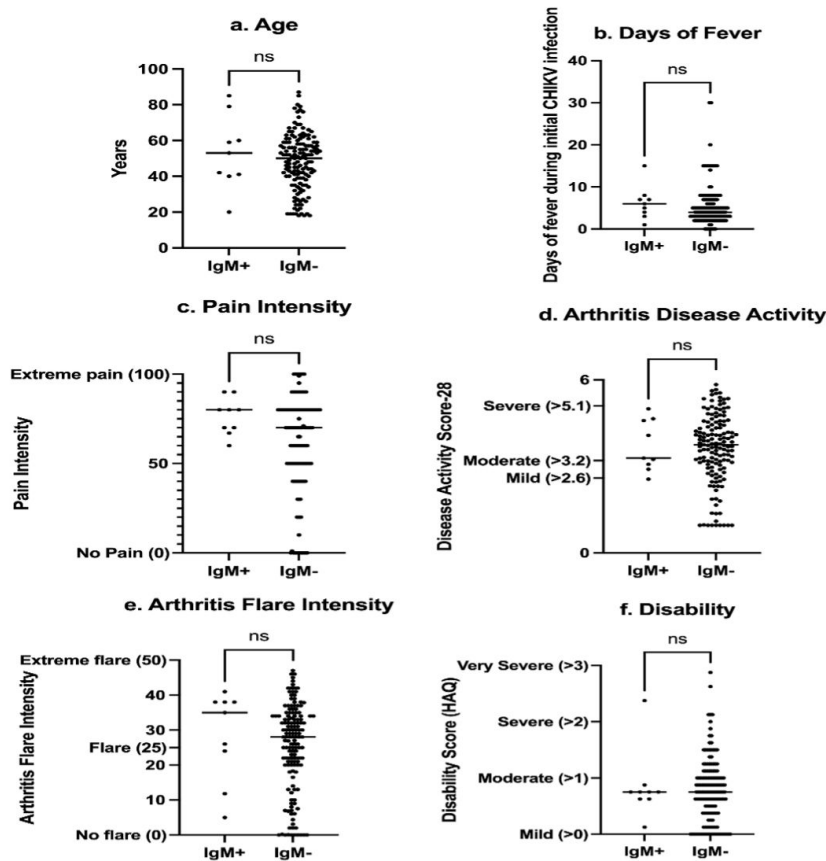 a. Age
ns
100
80
60
40
20
0
Years
IgM+
IgM-
b. Days of Fever
ns
40
30
20
10
0
Days of fever during initial CHIKV infection
IgM+
IgM-
c. Pain Intensity
ns
Extreme pain (100)
50
No Pain (0)
Pain Intensity
IgM+
IgM-
d. Arthritis Disease Activity
ns
6
Severe (>5.1)
Moderate (>3.2)
Mild (>2.6)
0
Disease Activity Score-28
IgM+
IgM-
e. Arthritis Flare Intensity
ns
Extreme flare (50)
40
30
Flare (25)
20
10
No flare (0)
Arthritis Flare Intensity
IgM+
IgM-
f. Disability
ns
Very Severe (>3)
Severe (>2)
Moderate (>1)
Mild (>0)
Disability Score (HAQ)
IgM+
IgM-